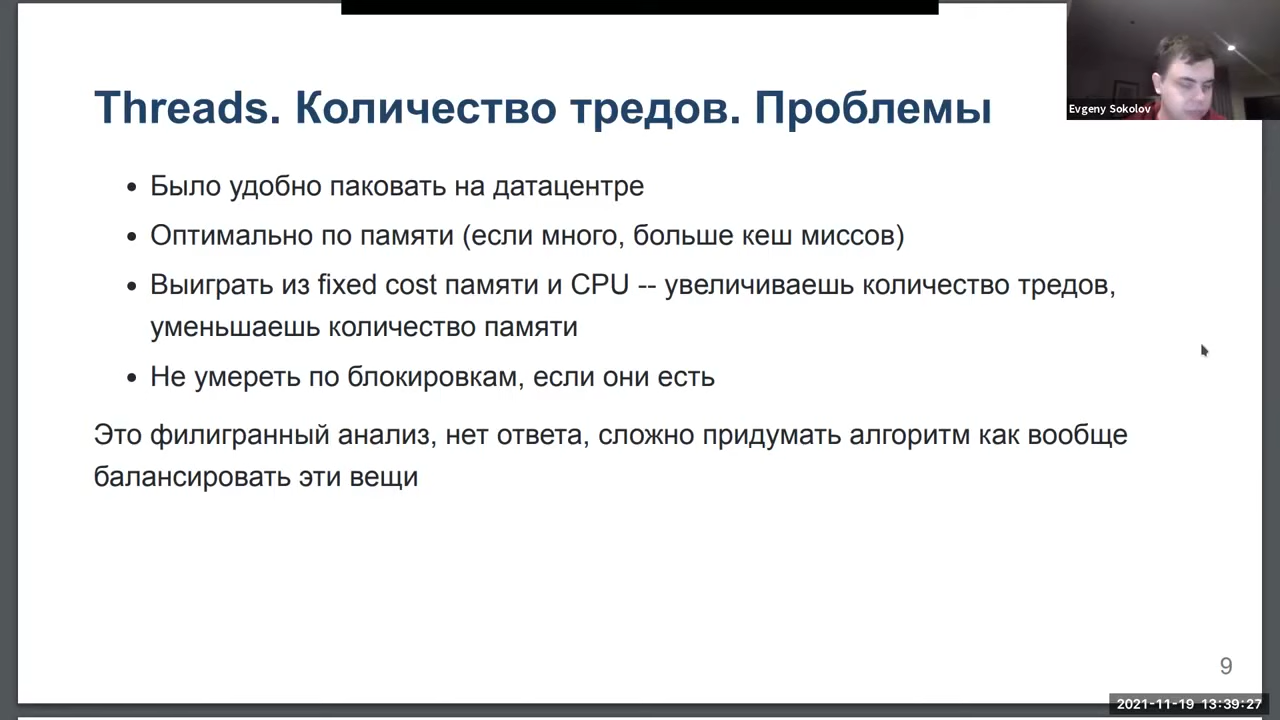 Threads. Количество тредов. Проблемы
Evgeny Sokolov
• Было удобно паковать на датацентре
• Оптимально по памяти (если много, больше кеш миссов)
• Выиграть из fixed cost памяти и CPU -- увеличиваешь количество тредов,
уменьшаешь количество памяти
• Не умереть по блокировкам, если они есть
Это филигранный анализ, нет ответа, сложно придумать алгоритм как вообще
балансировать эти вещи
9
2021-11-19 13:39:27